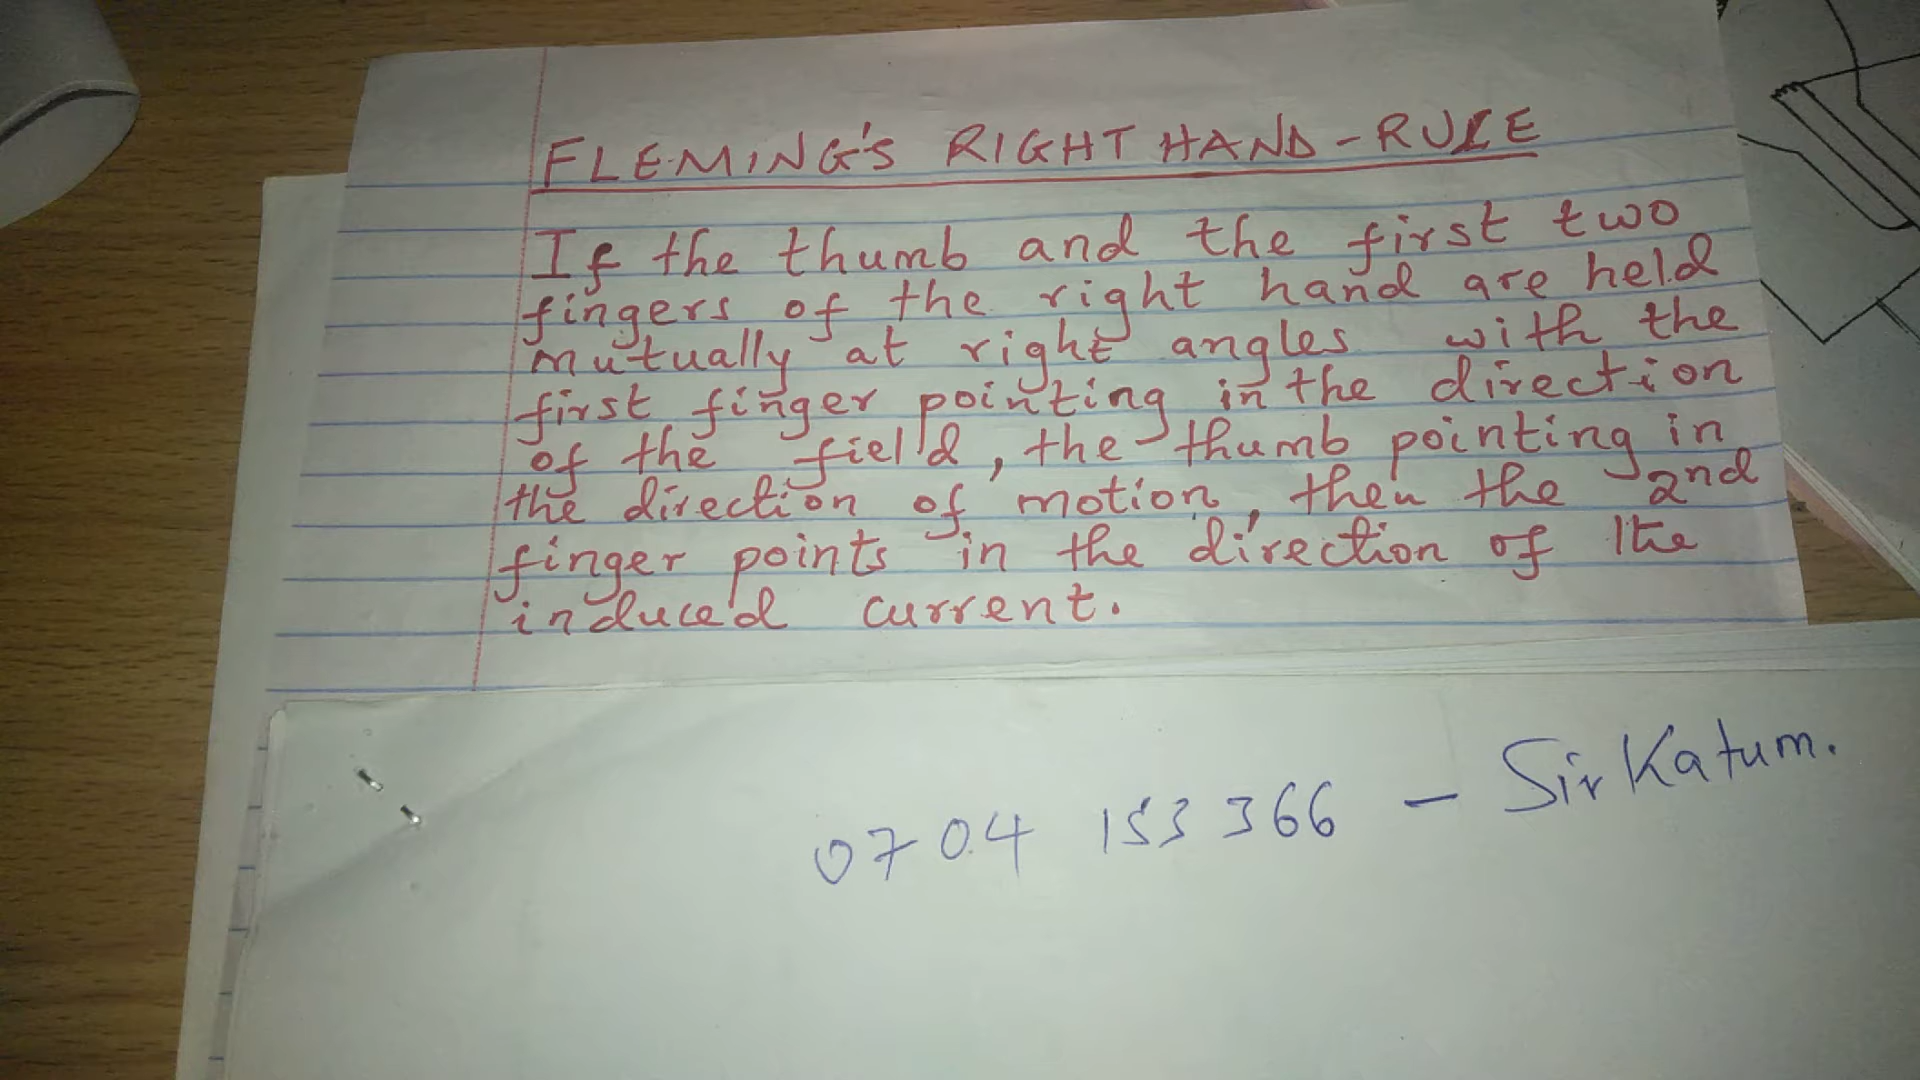 FLEMING'S RIGHT HAND-RULE
If the thumb and the first two
fingers of the right hand are held
mutually at right angles with the
first finger pointing in the direction
of the field, the thumb pointing in
the direction of motion, then the 2nd
finger points in the direction of the
induced current.
0704 153 366 - Sir Katum.